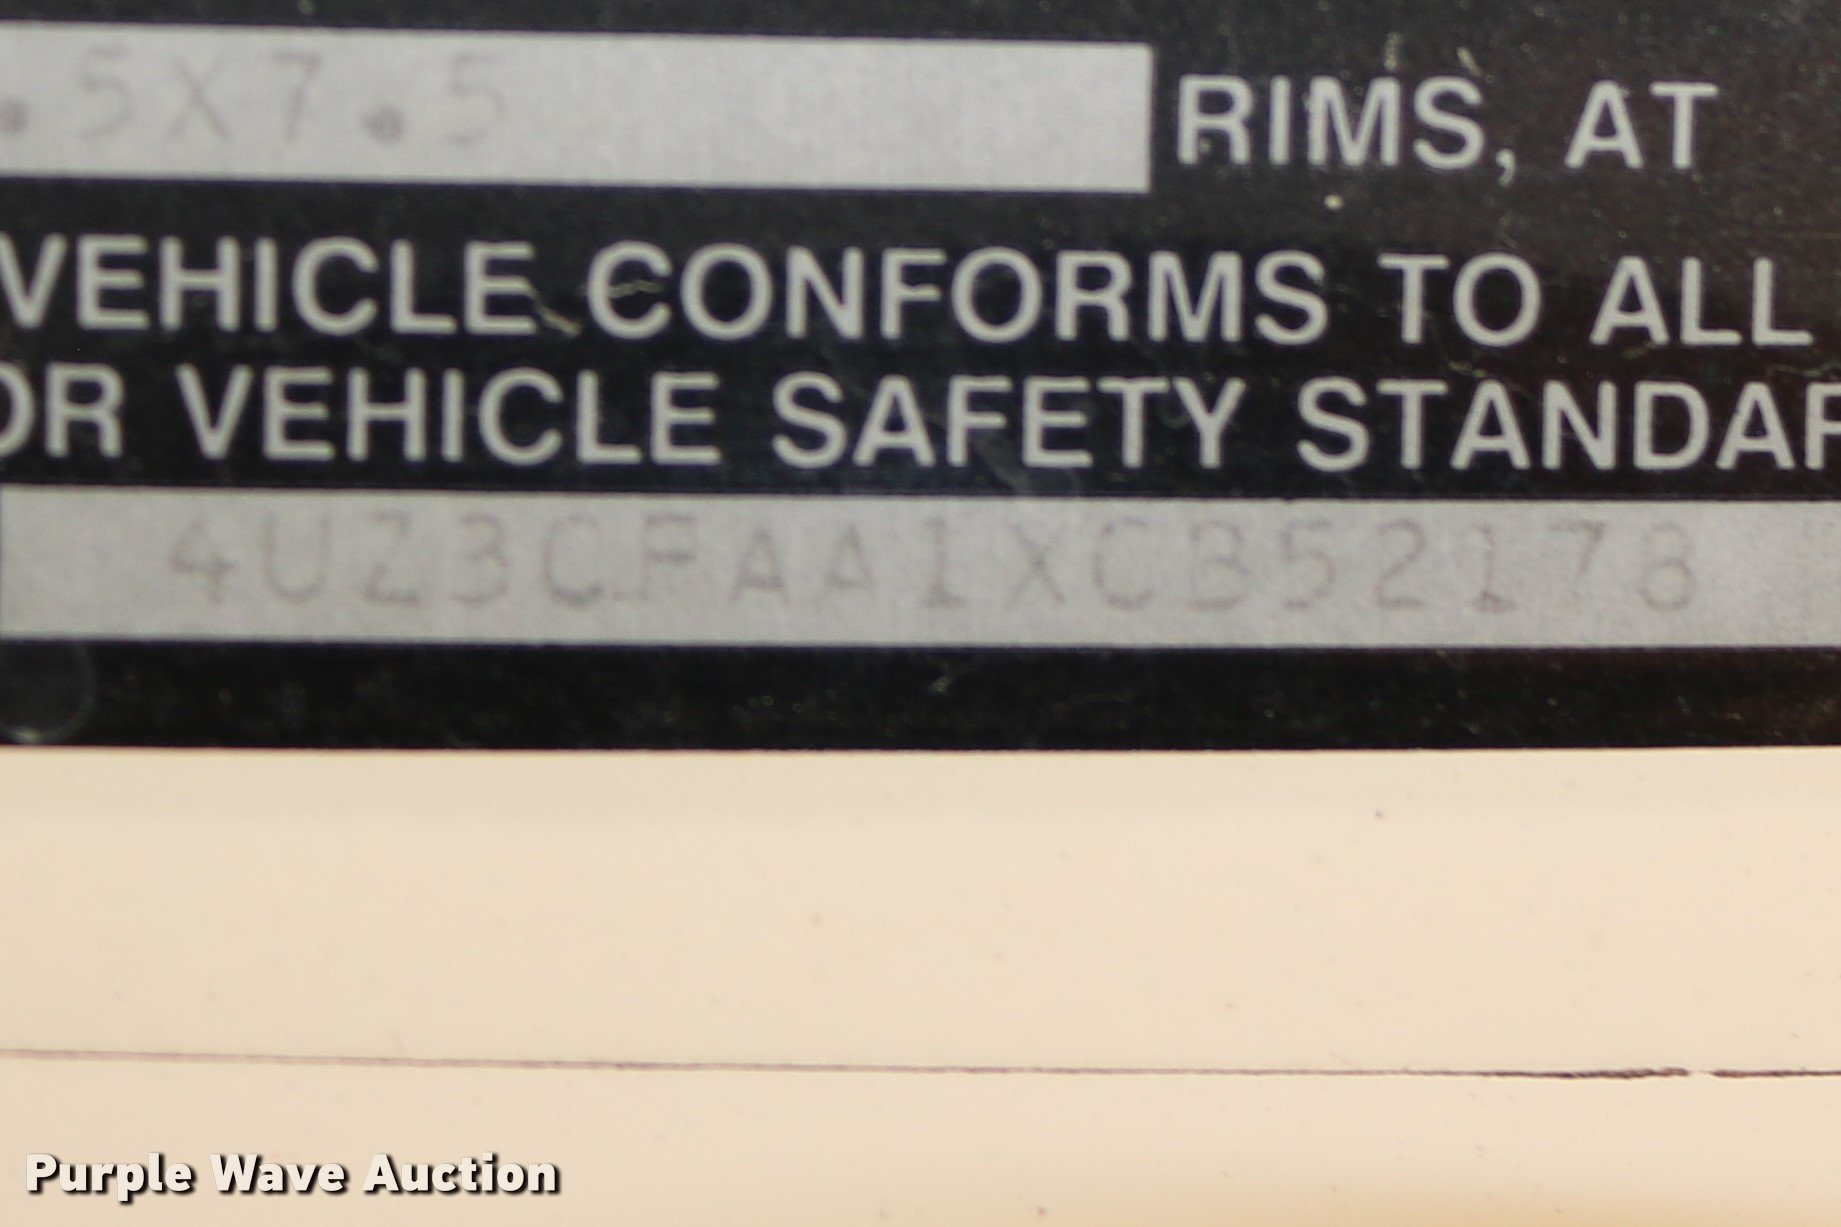 .5X7.5 RIMS, AT
VEHICLE CONFORMS TO ALL
OR VEHICLE SAFETY STANDAR
4UZ3CFAA1XCB52178
Purple Wave Auction